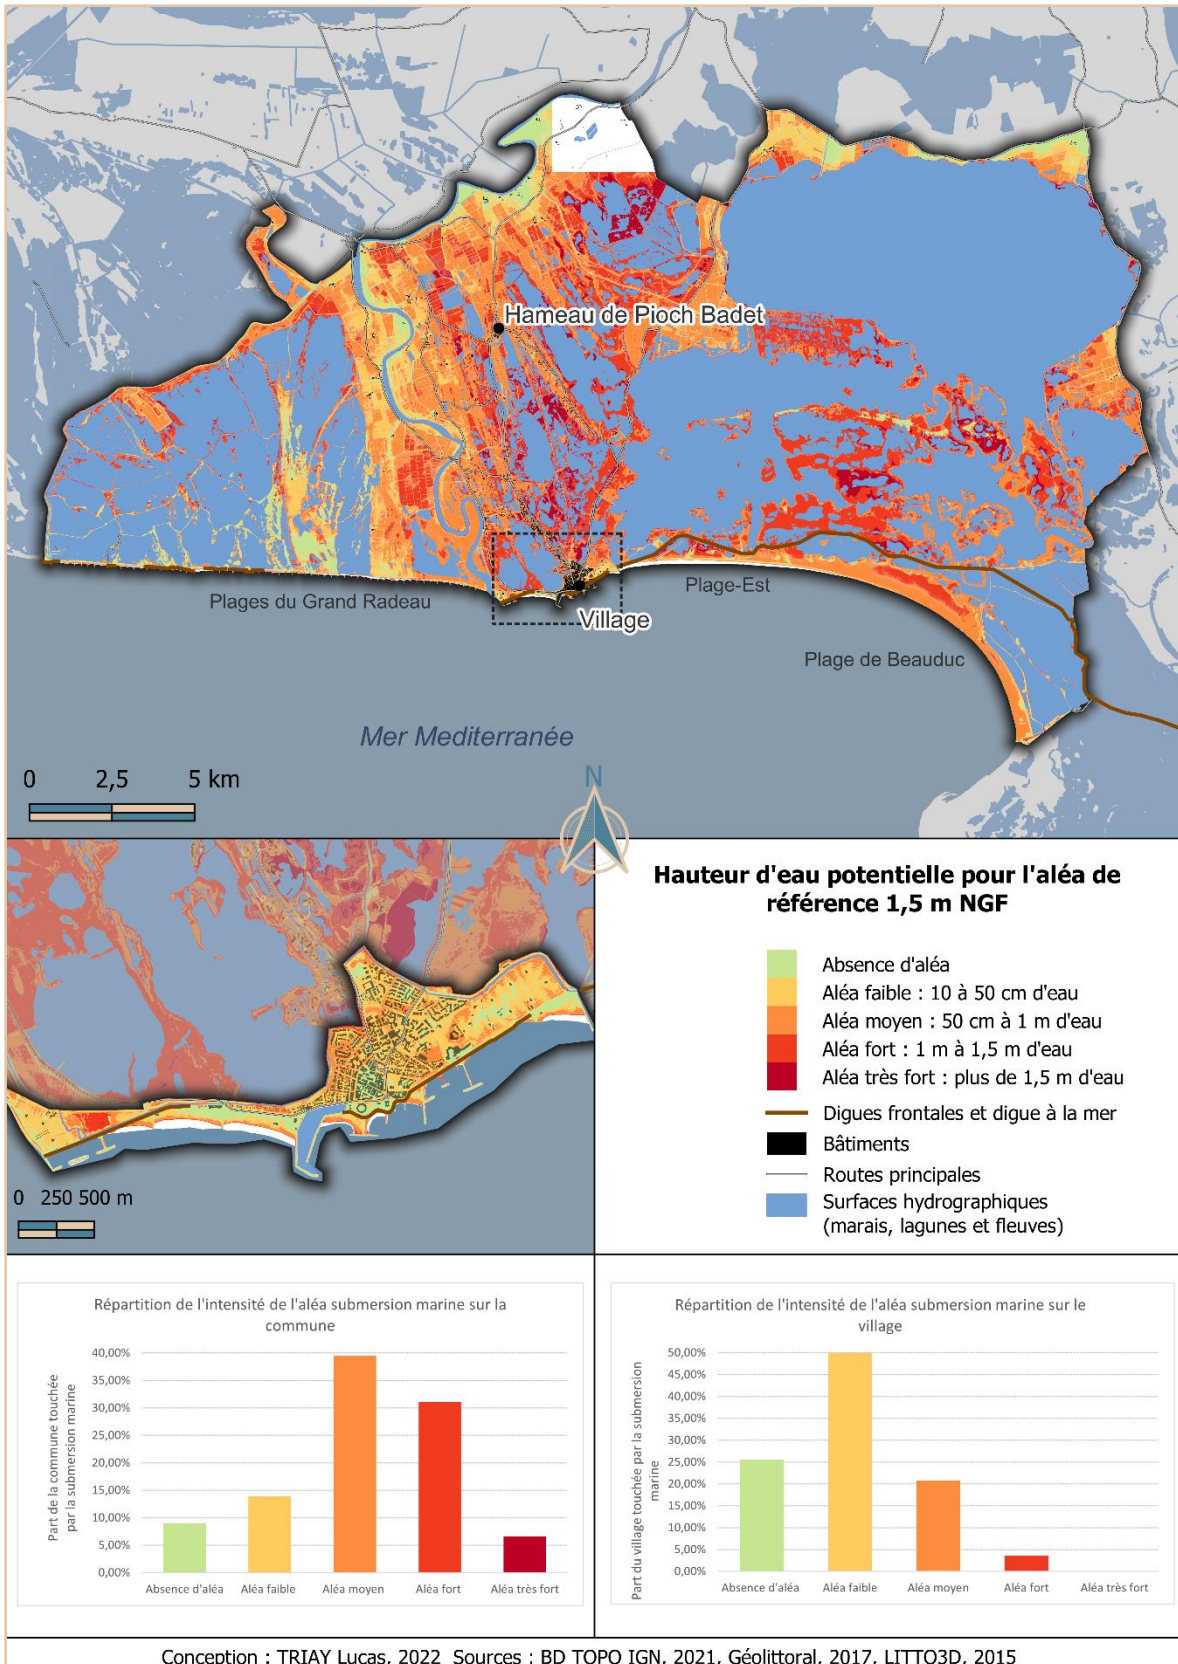 Hameau de Pioch Badet
Plages du Grand Radeau
Plage-Est
Village
Plage de Beauduc
Mer Mediterranée
0 2,5 5 km
N
0 250 500 m
Hauteur d'eau potentielle pour l'aléa de
référence 1,5 m NGF
Absence d'aléa
Aléa faible : 10 à 50 cm d'eau
Aléa moyen : 50 cm à 1 m d'eau
Aléa fort : 1 m à 1,5 m d'eau
Aléa très fort : plus de 1,5 m d'eau
Digues frontales et digue à la mer
Bâtiments
Routes principales
Surfaces hydrographiques
(marais, lagunes et fleuves)
Répartition de l'intensité de l'aléa submersion marine sur la
commune
Part de la commune touchée
par la submersion marine
40,00%
35,00%
30,00%
25,00%
20,00%
15,00%
10,00%
5,00%
0,00%
Absence d'aléa
Aléa faible
Aléa moyen
Aléa fort
Aléa très fort
Répartition de l'intensité de l'aléa submersion marine sur le
village
Part du village touchée par la submersion
marine
50,00%
45,00%
40,00%
35,00%
30,00%
25,00%
20,00%
15,00%
10,00%
5,00%
0,00%
Absence d'aléa
Aléa faible
Aléa moyen
Aléa fort
Aléa très fort
Conception : TRIAY Lucas, 2022 Sources : BD TOPO IGN, 2021, Géolittoral, 2017, LITTO3D, 2015